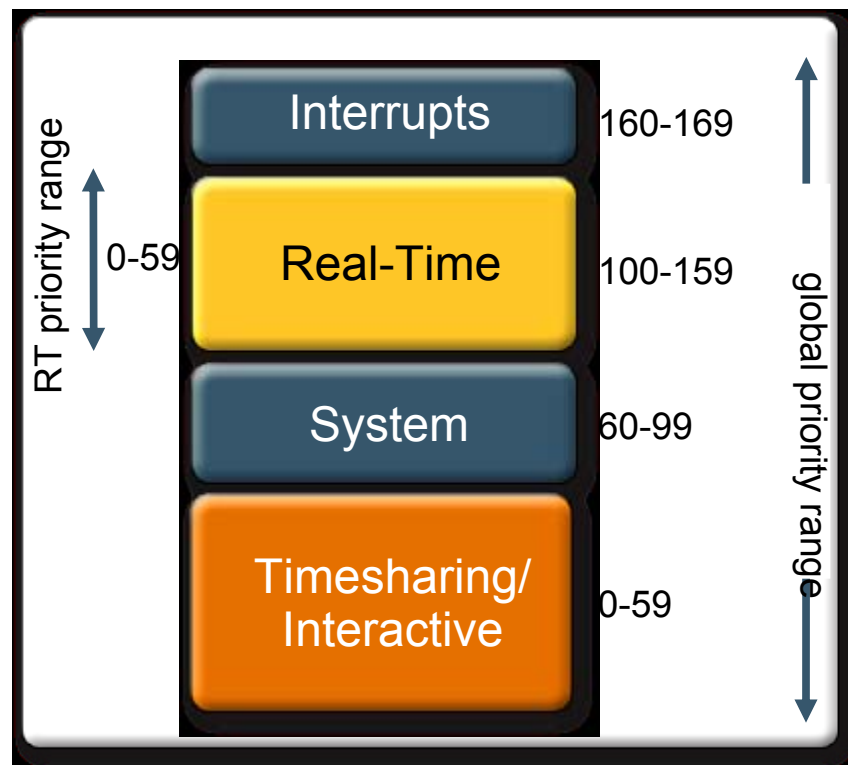 Interrupts
160-169
RT priority range
0-59
Real-Time
100-159
global priority range
System
60-99
Timesharing/
Interactive
0-59